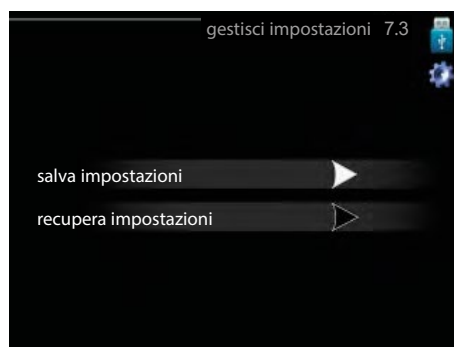 gestisci impostazioni 7.3
salva impostazioni
recupera impostazioni